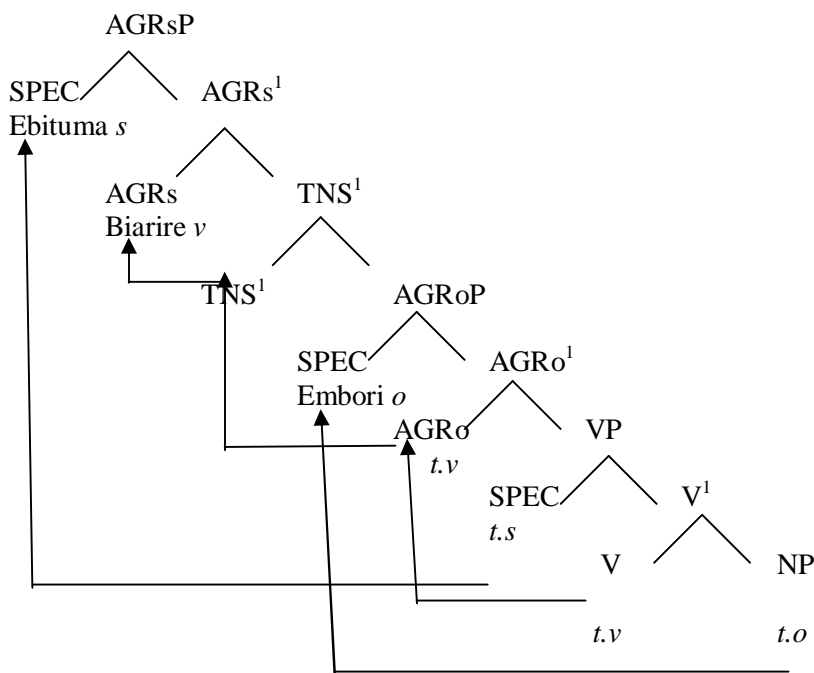 AGRsP
SPEC AGRs¹
Ebituma s
AGRs TNS¹
Biarire v
TNS¹ AGRoP
SPEC AGRo¹
Embori o
AGRo VP
t.v
SPEC V¹
t.s
V NP
t.v t.o